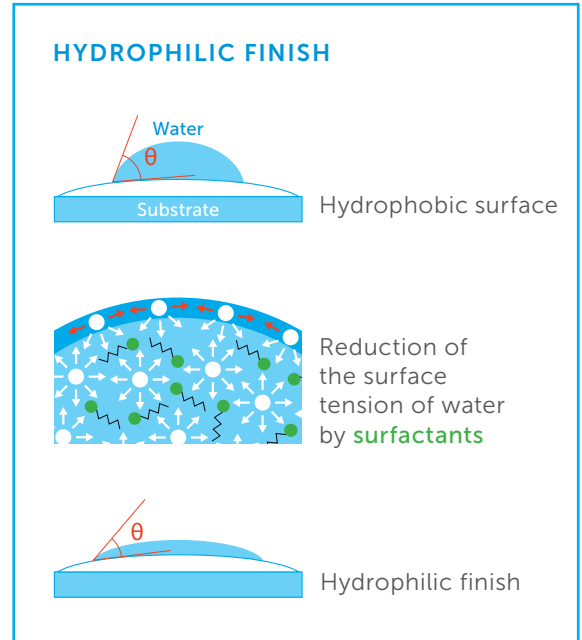 HYDROPHILIC FINISH
Water
θ
Substrate
Hydrophobic surface
Reduction of
the surface
tension of water
by surfactants
θ
Hydrophilic finish